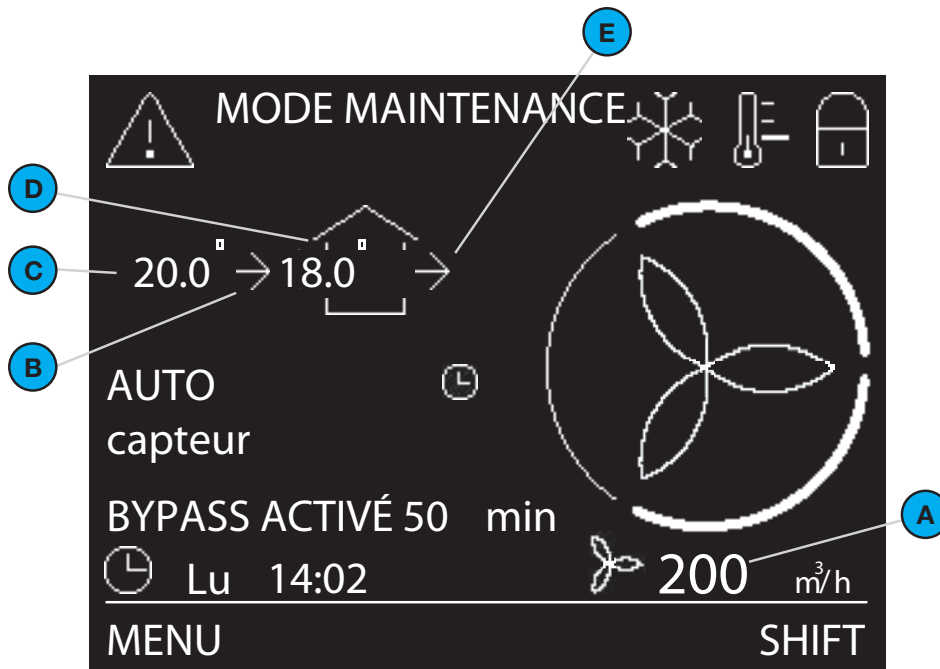 E
MODE MAINTENANCE
D
C
20.0° 18.0°
B
AUTO
capteur
BYPASS ACTIVÉ 50 min
A
Lu 14:02 200 m³/h
MENU SHIFT